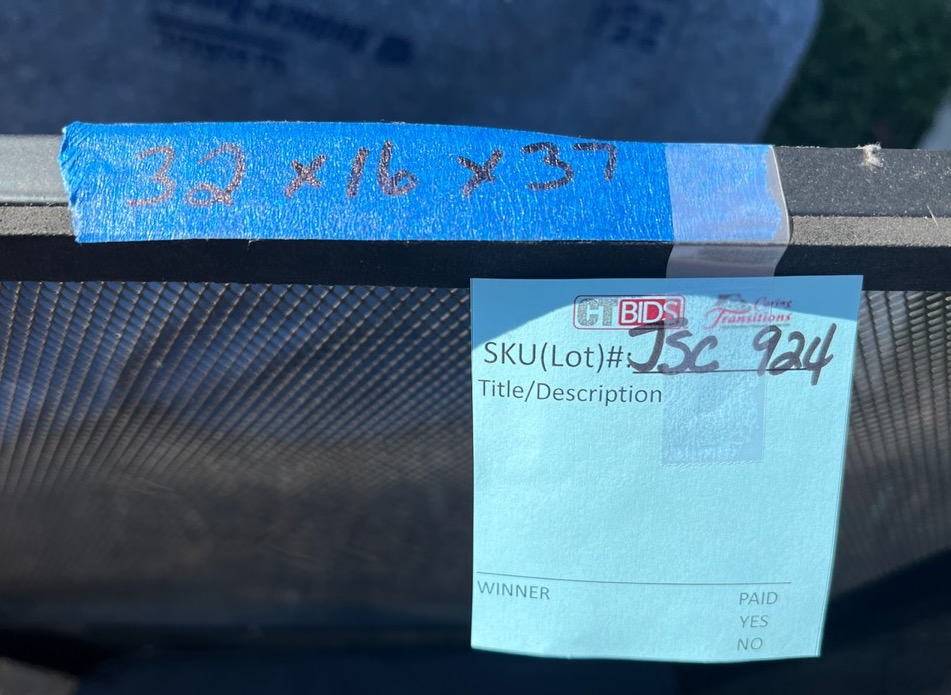 32 x 16 x 37
CTBIDS Caring Transitions
SKU(Lot)#: JSC 924
Title/Description
WINNER PAID
YES
NO